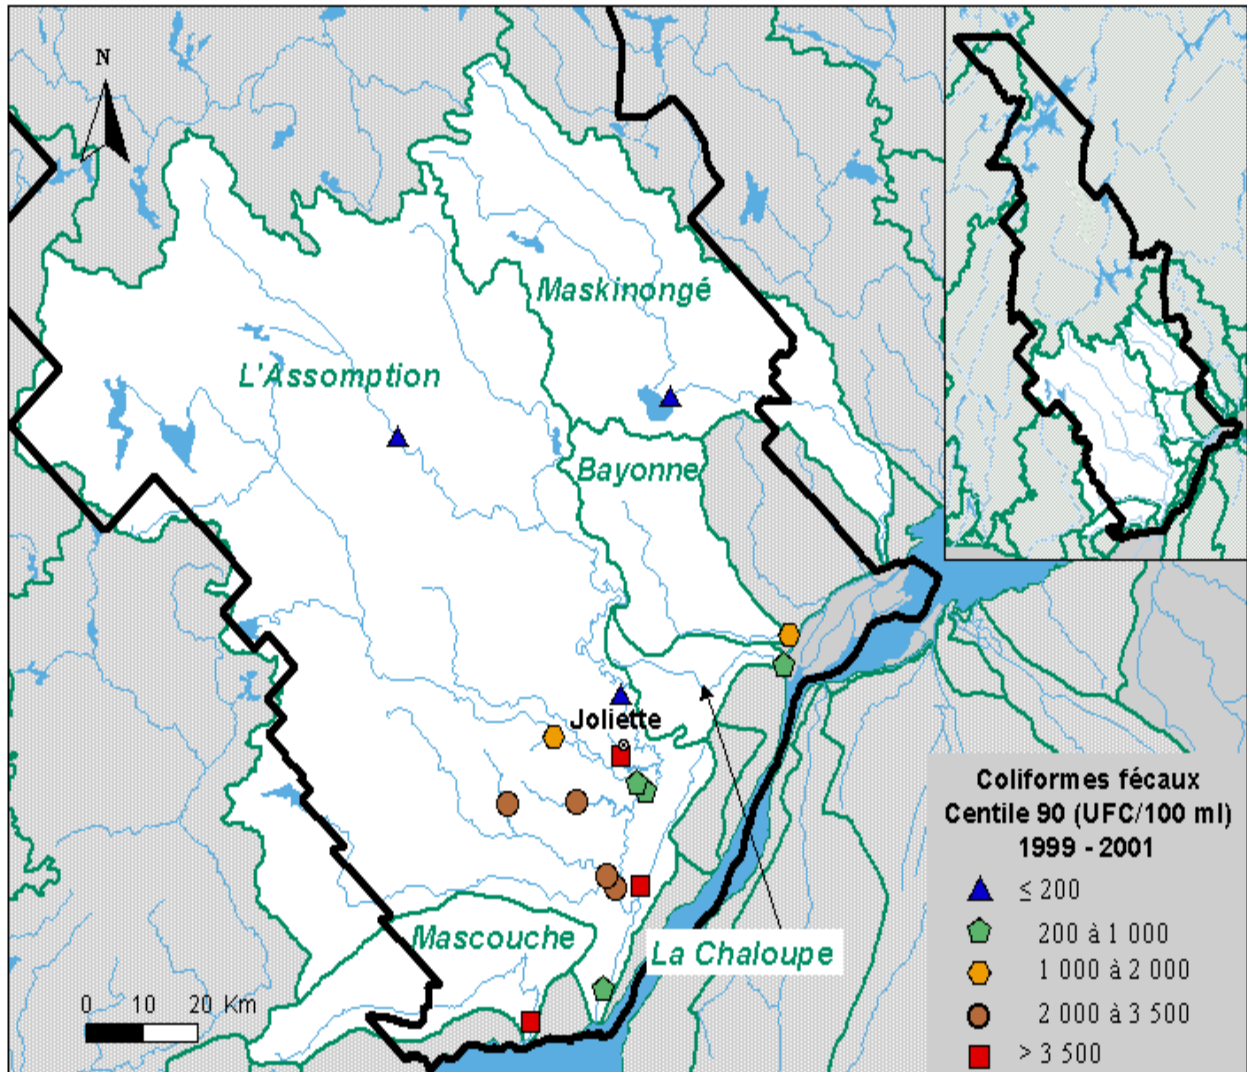 N
Maskinongé
L'Assomption
Bayonne
Joliette
Mascouche
La Chaloupe
0 10 20 Km
Coliformes fécaux
Centile 90 (UFC/100 ml)
1999 - 2001
≤ 200
200 à 1 000
1 000 à 2 000
2 000 à 3 500
> 3 500